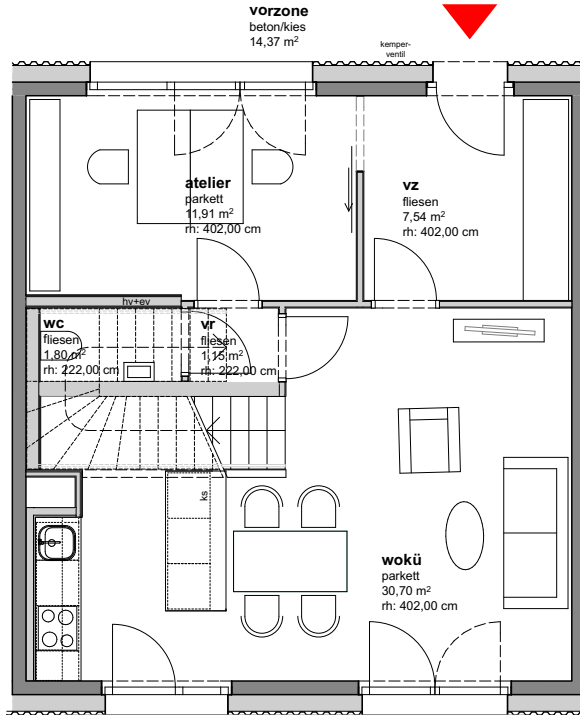 vorzone
beton/kies
14,37 m²
kemper-
ventil
atelier
parkett
11,91 m²
rh: 402,00 cm
vz
fliesen
7,54 m²
rh: 402,00 cm
hv+ev
wc
fliesen
1,80 m²
rh: 222,00 cm
vr
fliesen
1,15 m²
rh: 222,00 cm
ks
wokü
parkett
30,70 m²
rh: 402,00 cm